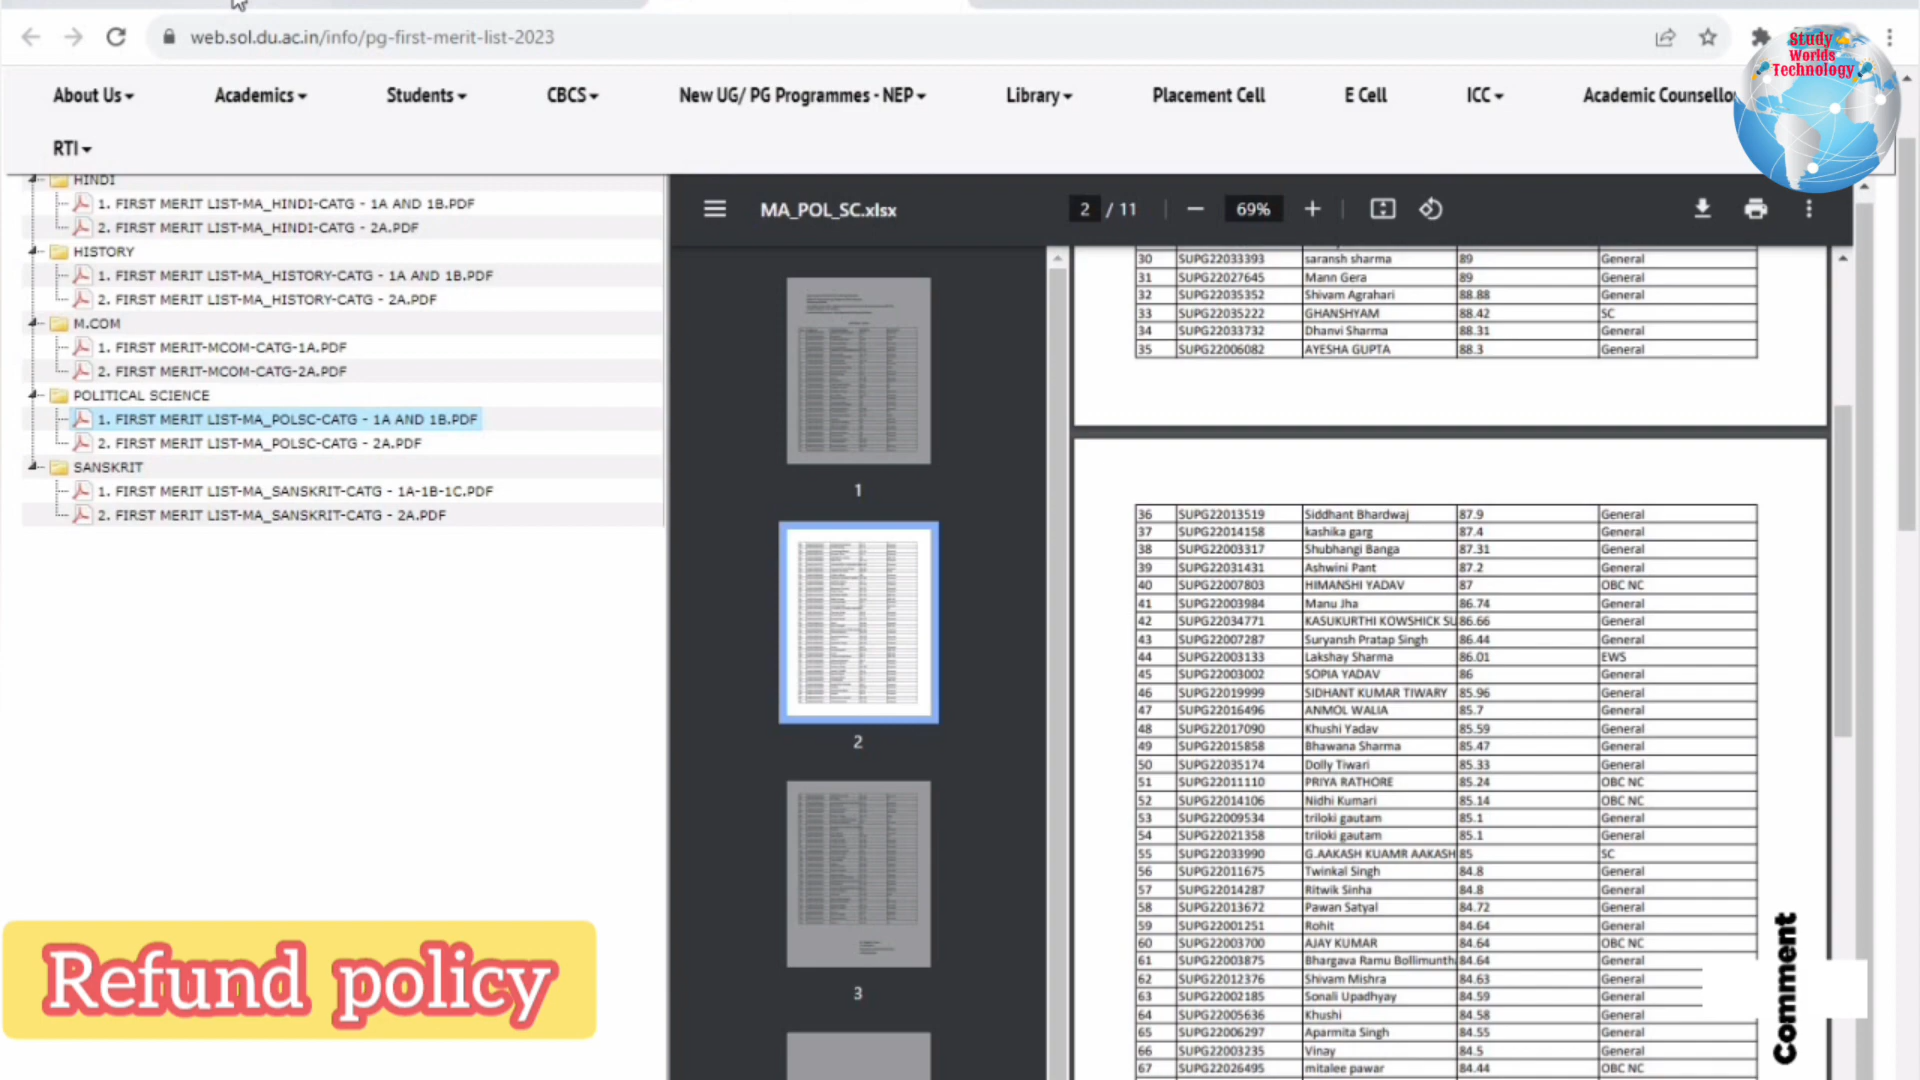 web.sol.du.ac.in/info/pg-first-merit-list-2023
Study
Worlds
Technology
About Us
Academics
Students
CBCS
New UG/ PG Programmes - NEP
Library
Placement Cell
E Cell
ICC
Academic Counsellor
RTI
HINDI
1. FIRST MERIT LIST-MA_HINDI-CATG - 1A AND 1B.PDF
2. FIRST MERIT LIST-MA_HINDI-CATG - 2A.PDF
HISTORY
1. FIRST MERIT LIST-MA_HISTORY-CATG - 1A AND 1B.PDF
2. FIRST MERIT LIST-MA_HISTORY-CATG - 2A.PDF
M.COM
1. FIRST MERIT-MCOM-CATG-1A.PDF
2. FIRST MERIT-MCOM-CATG-2A.PDF
POLITICAL SCIENCE
1. FIRST MERIT LIST-MA_POLSC-CATG - 1A AND 1B.PDF
2. FIRST MERIT LIST-MA_POLSC-CATG - 2A.PDF
SANSKRIT
1. FIRST MERIT LIST-MA_SANSKRIT-CATG - 1A-1B-1C.PDF
2. FIRST MERIT LIST-MA_SANSKRIT-CATG - 2A.PDF
MA_POL_SC.xlsx
2 / 11
69%
1
2
3
30 SUPG22033393 saransh sharma 89 General
31 SUPG22027645 Mann Gera 89 General
32 SUPG22035352 Shivam Agrahari 88.88 General
33 SUPG22035222 GHANSHYAM 88.42 SC
34 SUPG22033732 Dhanvi Sharma 88.31 General
35 SUPG22006082 AYESHA GUPTA 88.3 General
36 SUPG22013519 Siddhant Bhardwaj 87.9 General
37 SUPG22014158 kashika garg 87.4 General
38 SUPG22003317 Shubhangi Banga 87.31 General
39 SUPG22031431 Ashwini Pant 87.2 General
40 SUPG22007803 HIMANSHI YADAV 87 OBC NC
41 SUPG22003984 Manu Jha 86.74 General
42 SUPG22034771 KASUKURTHI KOWSHICK SU 86.66 General
43 SUPG22007287 Suryansh Pratap Singh 86.44 General
44 SUPG22003133 Lakshay Sharma 86.01 EWS
45 SUPG22003002 SOPIA YADAV 86 General
46 SUPG22019999 SIDHANT KUMAR TIWARY 85.96 General
47 SUPG22016496 ANMOL WALIA 85.7 General
48 SUPG22017090 Khushi Yadav 85.59 General
49 SUPG22015858 Bhawana Sharma 85.47 General
50 SUPG22035174 Dolly Tiwari 85.33 General
51 SUPG22011110 PRIYA RATHORE 85.24 OBC NC
52 SUPG22014106 Nidhi Kumari 85.14 OBC NC
53 SUPG22009534 triloki gautam 85.1 General
54 SUPG22021358 triloki gautam 85.1 General
55 SUPG22033990 G.AAKASH KUAMR AAKASH 85 SC
56 SUPG22011675 Twinkal Singh 84.8 General
57 SUPG22014287 Ritwik Sinha 84.8 General
58 SUPG22013672 Pawan Satyal 84.72 General
59 SUPG22001251 Rohit 84.64 General
60 SUPG22003700 AJAY KUMAR 84.64 OBC NC
61 SUPG22003875 Bhargava Ramu Bollimunth 84.64 General
62 SUPG22012376 Shivam Mishra 84.63 General
63 SUPG22002185 Sonali Upadhyay 84.59 General
64 SUPG22005636 Khushi 84.58 General
65 SUPG22006297 Aparmita Singh 84.55 General
66 SUPG22003235 Vinay 84.5 General
67 SUPG22026495 mitalee pawar 84.44 OBC NC
Refund policy
Comment